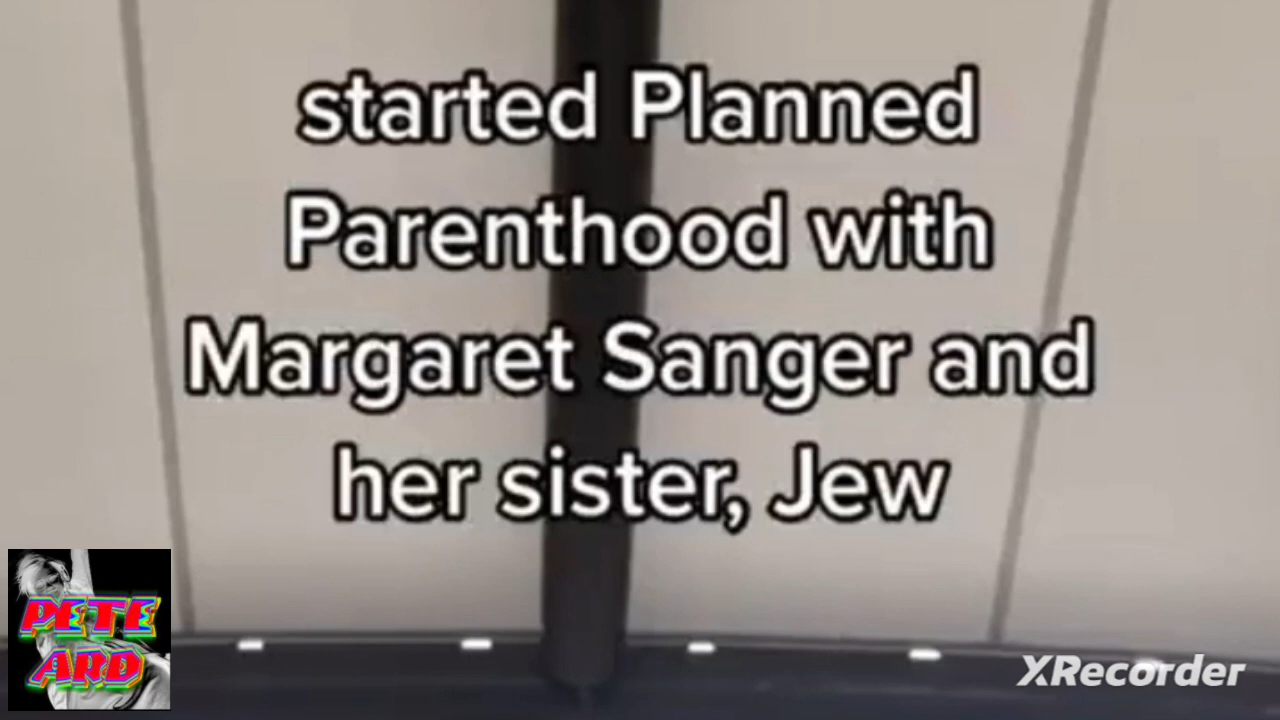 started Planned
Parenthood with
Margaret Sanger and
her sister, Jew
PETE
ARD
XRecorder